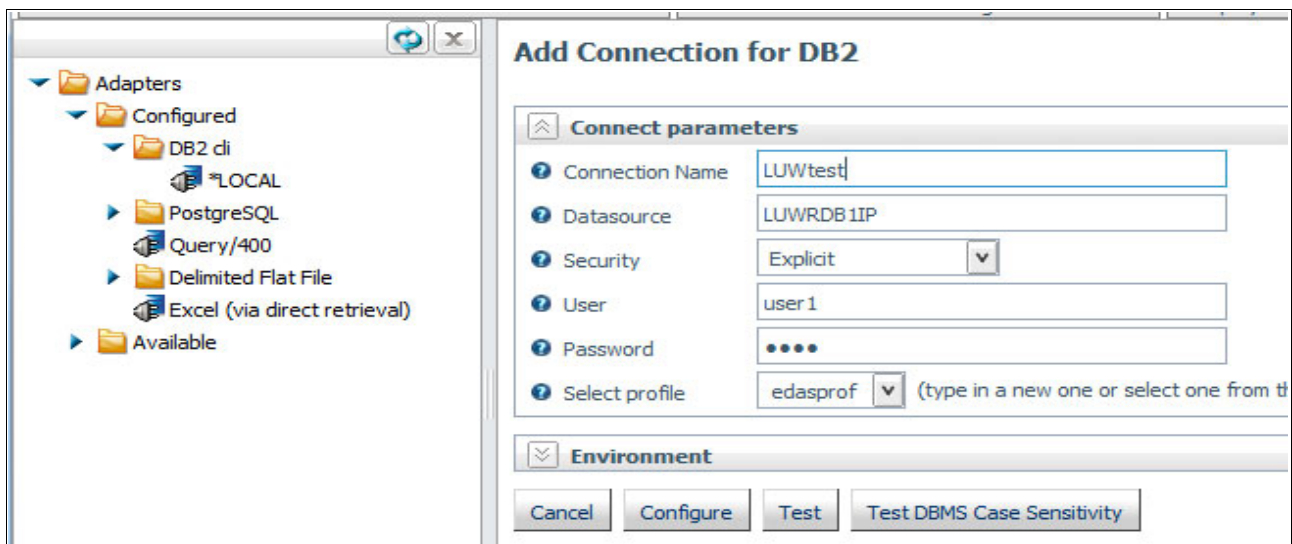 Adapters
Configured
DB2 cli
*LOCAL
PostgreSQL
Query/400
Delimited Flat File
Excel (via direct retrieval)
Available
Add Connection for DB2
Connect parameters
Connection Name LUWtest
Datasource LUWRDB1IP
Security Explicit
User user1
Password ••••
Select profile edasprof (type in a new one or select one from th
Environment
Cancel Configure Test Test DBMS Case Sensitivity